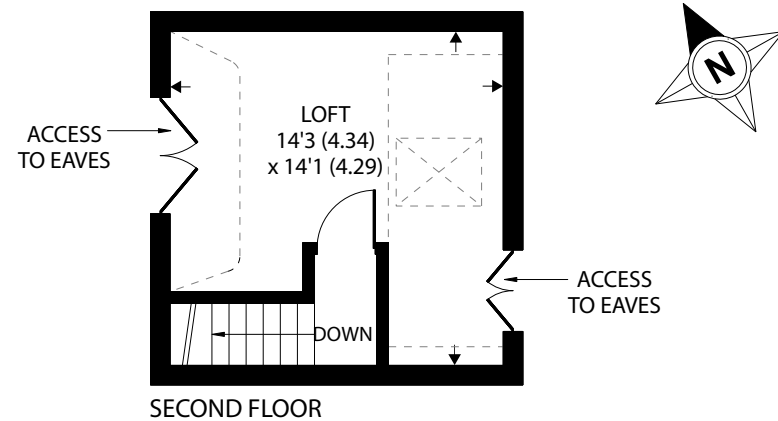 LOFT
14'3 (4.34)
x 14'1 (4.29)
ACCESS
TO EAVES
ACCESS
TO EAVES
DOWN
SECOND FLOOR
N